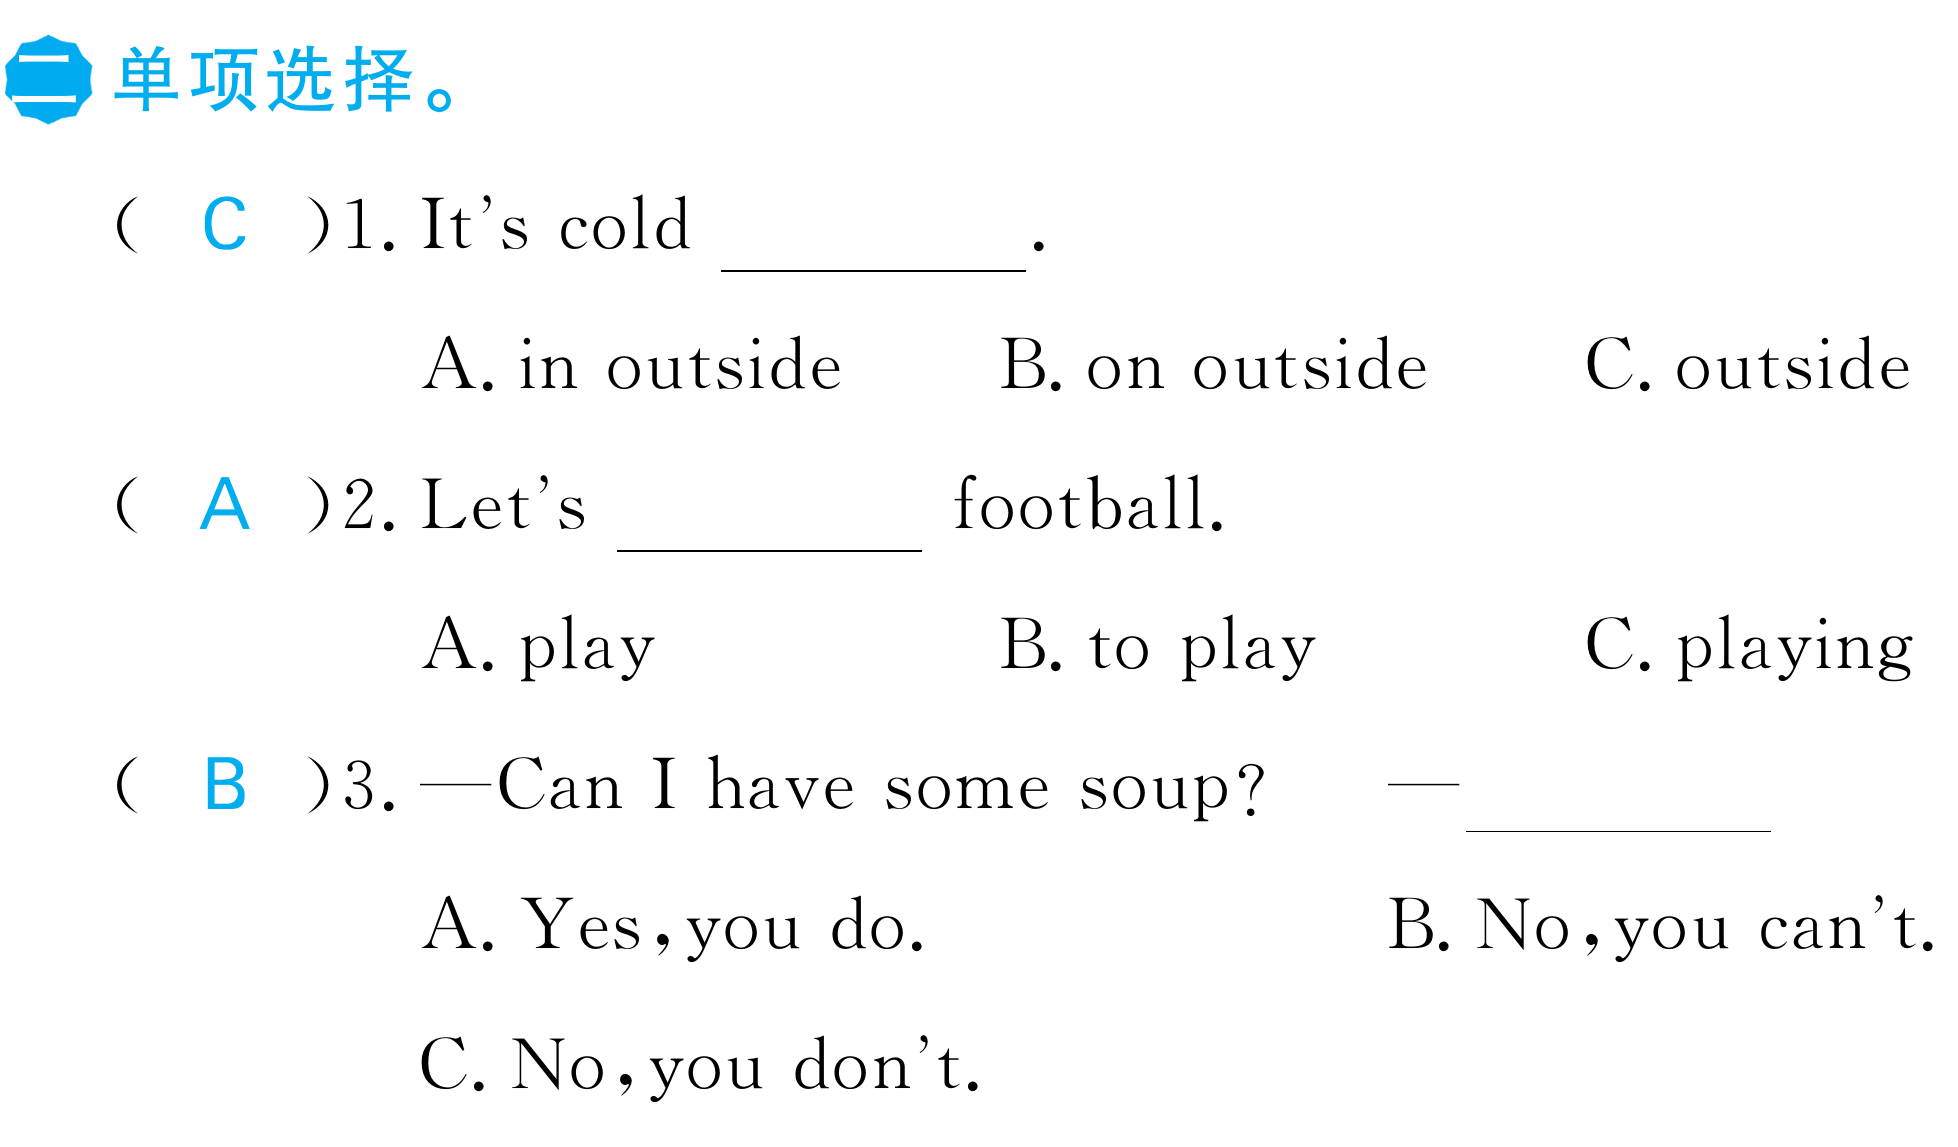 二 单项选择。
( C )1. It's cold ________.
A. in outside B. on outside C. outside
( A )2. Let's ________ football.
A. play B. to play C. playing
( B )3. —Can I have some soup? —________
A. Yes,you do. B. No,you can't.
C. No,you don't.